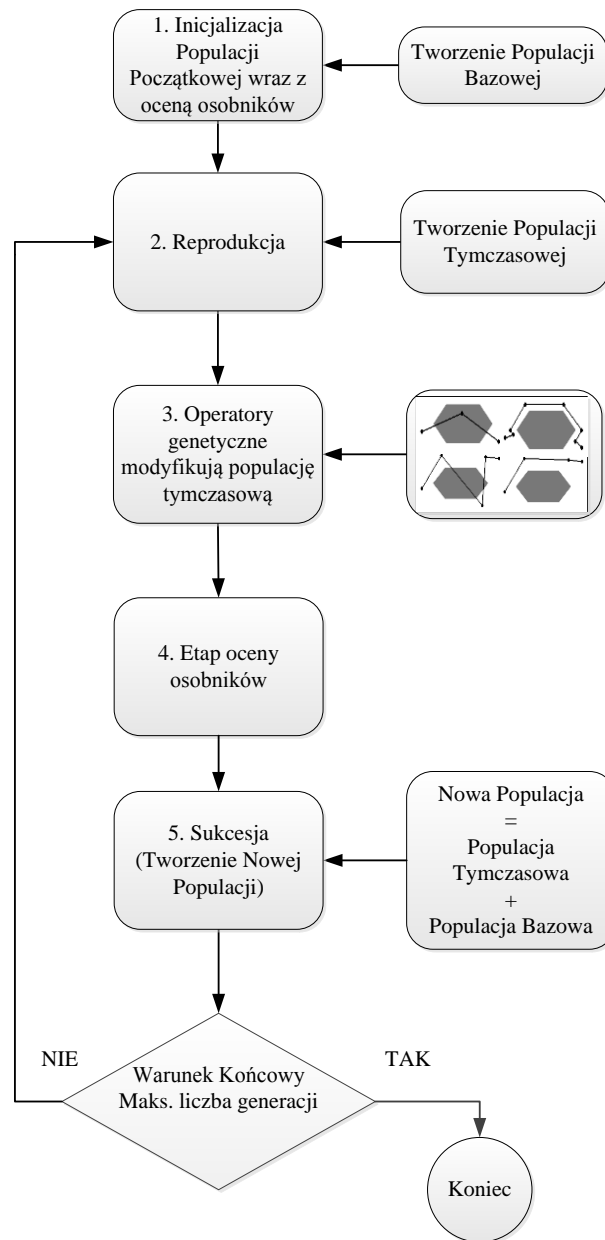 1. Inicjalizacja
Populacji
Początkowej wraz z
oceną osobników
Tworzenie Populacji
Bazowej
2. Reprodukcja
Tworzenie Populacji
Tymczasowej
3. Operatory
genetyczne
modyfikują populację
tymczasową
4. Etap oceny
osobników
5. Sukcesja
(Tworzenie Nowej
Populacji)
Nowa Populacja
=
Populacja
Tymczasowa
+
Populacja Bazowa
NIE
TAK
Warunek Końcowy
Maks. liczba generacji
Koniec